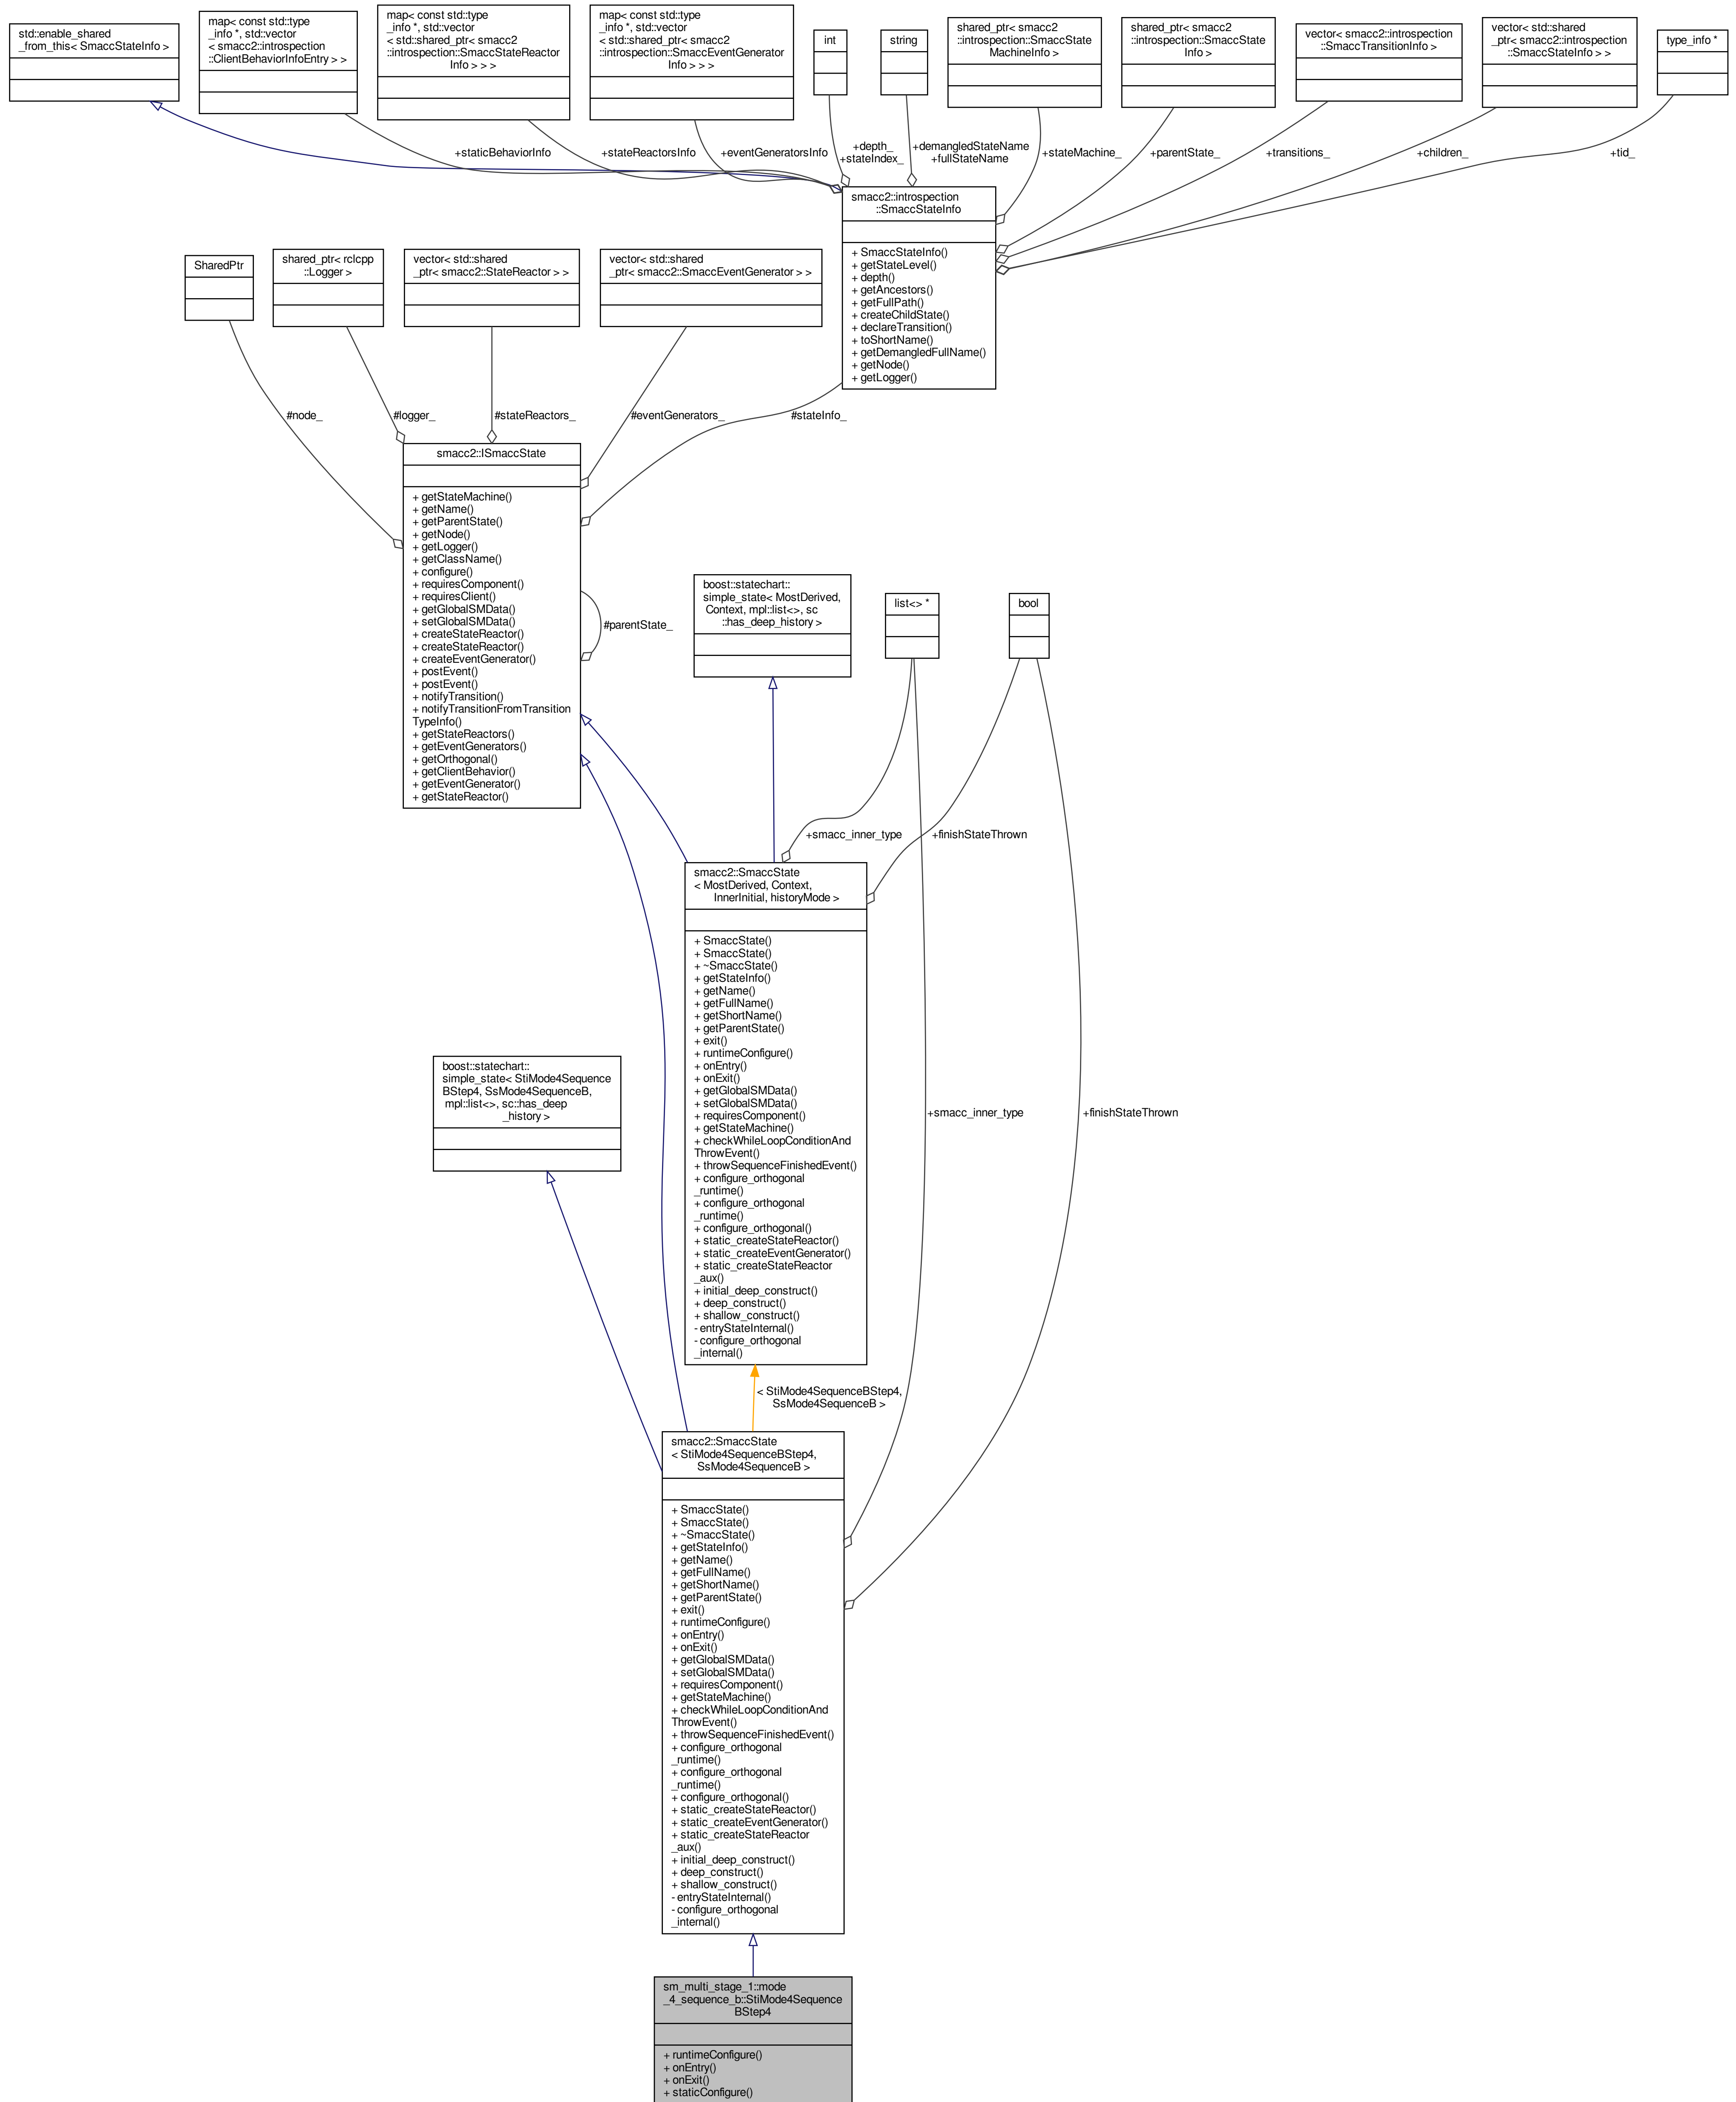 std::enable_shared
_from_this< SmaccStateInfo >
map< const std::type
_info *, std::vector
< smacc2::introspection
::ClientBehaviorInfoEntry > >
map< const std::type
_info *, std::vector
< std::shared_ptr< smacc2
::introspection::SmaccStateReactor
Info > > >
map< const std::type
_info *, std::vector
< std::shared_ptr< smacc2
::introspection::SmaccEventGenerator
Info > > >
int
string
shared_ptr< smacc2
::introspection::SmaccState
MachineInfo >
shared_ptr< smacc2
::introspection::SmaccState
Info >
vector< smacc2::introspection
::SmaccTransitionInfo >
vector< std::shared
_ptr< smacc2::introspection
::SmaccStateInfo > >
type_info *
+staticBehaviorInfo
+stateReactorsInfo
+eventGeneratorsInfo
+depth_
+stateIndex_
+demangledStateName
+fullStateName
+stateMachine_
+parentState_
+transitions_
+children_
+tid_
smacc2::introspection
::SmaccStateInfo
+ SmaccStateInfo()
+ getStateLevel()
+ depth()
+ getAncestors()
+ getFullPath()
+ createChildState()
+ declareTransition()
+ toShortName()
+ getDemangledFullName()
+ getNode()
+ getLogger()
SharedPtr
shared_ptr< rclcpp
::Logger >
vector< std::shared
_ptr< smacc2::StateReactor > >
vector< std::shared
_ptr< smacc2::SmaccEventGenerator > >
#node_
#logger_
#stateReactors_
#eventGenerators_
#stateInfo_
smacc2::ISmaccState
+ getStateMachine()
+ getName()
+ getParentState()
+ getNode()
+ getLogger()
+ getClassName()
+ configure()
+ requiresComponent()
+ requiresClient()
+ getGlobalSMData()
+ setGlobalSMData()
+ createStateReactor()
+ createStateReactor()
+ createEventGenerator()
+ postEvent()
+ postEvent()
+ notifyTransition()
+ notifyTransitionFromTransition
TypeInfo()
+ getStateReactors()
+ getEventGenerators()
+ getOrthogonal()
+ getClientBehavior()
+ getEventGenerator()
+ getStateReactor()
#parentState_
boost::statechart::
simple_state< MostDerived,
Context, mpl::list<>, sc
::has_deep_history >
list<> *
bool
+smacc_inner_type
+finishStateThrown
smacc2::SmaccState
< MostDerived, Context,
InnerInitial, historyMode >
+ SmaccState()
+ SmaccState()
+ ~SmaccState()
+ getStateInfo()
+ getName()
+ getFullName()
+ getShortName()
+ getParentState()
+ exit()
+ runtimeConfigure()
+ onEntry()
+ onExit()
+ getGlobalSMData()
+ setGlobalSMData()
+ requiresComponent()
+ getStateMachine()
+ checkWhileLoopConditionAnd
ThrowEvent()
+ throwSequenceFinishedEvent()
+ configure_orthogonal
_runtime()
+ configure_orthogonal
_runtime()
+ configure_orthogonal()
+ static_createStateReactor()
+ static_createEventGenerator()
+ static_createStateReactor
_aux()
+ initial_deep_construct()
+ deep_construct()
+ shallow_construct()
- entryStateInternal()
- configure_orthogonal
_internal()
boost::statechart::
simple_state< StiMode4Sequence
BStep4, SsMode4SequenceB,
mpl::list<>, sc::has_deep
_history >
+smacc_inner_type
+finishStateThrown
< StiMode4SequenceBStep4,
SsMode4SequenceB >
smacc2::SmaccState
< StiMode4SequenceBStep4,
SsMode4SequenceB >
+ SmaccState()
+ SmaccState()
+ ~SmaccState()
+ getStateInfo()
+ getName()
+ getFullName()
+ getShortName()
+ getParentState()
+ exit()
+ runtimeConfigure()
+ onEntry()
+ onExit()
+ getGlobalSMData()
+ setGlobalSMData()
+ requiresComponent()
+ getStateMachine()
+ checkWhileLoopConditionAnd
ThrowEvent()
+ throwSequenceFinishedEvent()
+ configure_orthogonal
_runtime()
+ configure_orthogonal
_runtime()
+ configure_orthogonal()
+ static_createStateReactor()
+ static_createEventGenerator()
+ static_createStateReactor
_aux()
+ initial_deep_construct()
+ deep_construct()
+ shallow_construct()
- entryStateInternal()
- configure_orthogonal
_internal()
sm_multi_stage_1::mode
_4_sequence_b::StiMode4Sequence
BStep4
+ runtimeConfigure()
+ onEntry()
+ onExit()
+ staticConfigure()